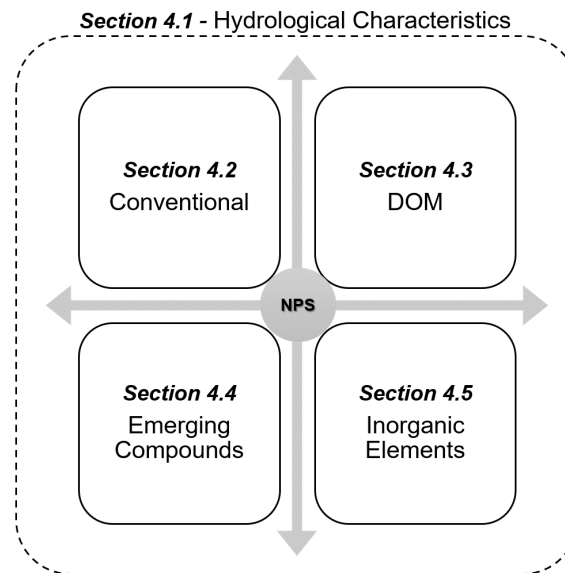 Section 4.1 - Hydrological Characteristics
Section 4.2
Conventional
Section 4.3
DOM
NPS
Section 4.4
Emerging
Compounds
Section 4.5
Inorganic
Elements